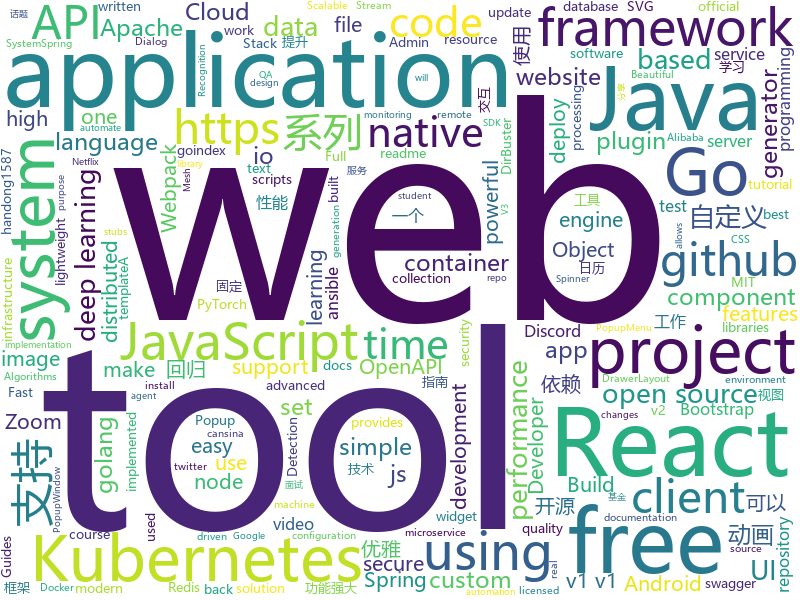 话题
written
Cloud
data
file
code
Scalable
Stream
update
database
SVG
official
API
Apache
work
Admin
framework
SystemSpring
Dialog
Stack
提升
resource
使用
software
Recognition
QA
design
will
application
based
service
学习
交互
Beautiful
分享
programming
high
one
https
系列
native
website
Java
generator
monitoring
remote
SDK
processing
language
automate
Netflix
library
goindex
Full
plugin
deploy
server
Alibaba
handong1587
Webpack
io
readme
text
scripts
DirBuster
powerful
tutorial
system
deep learning
purpose
Mesh
性能
built
服务
一个
engine
test
v3
Go
自定义
best
lightweight
distributed
generation
student
工具
Object
css
stubs
container
日历
web
github
infrastructure
templateA
learning
ansible
固定
PyTorch
collection
repo
Spinner
MIT
component
JavaScript
time
OpenAPI
app
工作
features
implementation
image
make
回归
support
docs
Discord
PopupMenu
libraries
project
Algorithms
install
advanced
security
Fast
golang
environment
agent
set
performance
依赖
DrawerLayout
视图
v2
Bootstrap
支持
Zoom
implemented
easy
Popup
cansina
provides
指南
Developer
open source
React
node
use
twitter
Detection
simple
技术
development
Build
changes
documentation
js
client
tool
video
Guides
PopupWindow
course
used
widget
quality
开源
Google
driven
configuration
面试
machine
microservice
real
可以
基金
repository
Kubernetes
using
free
动画
框架
Docker
modern
Redis
back
solution
优雅
功能强大
secure
Spring
custom
automation
licensed
v1 v1
Android
swagger
source
allows
UI